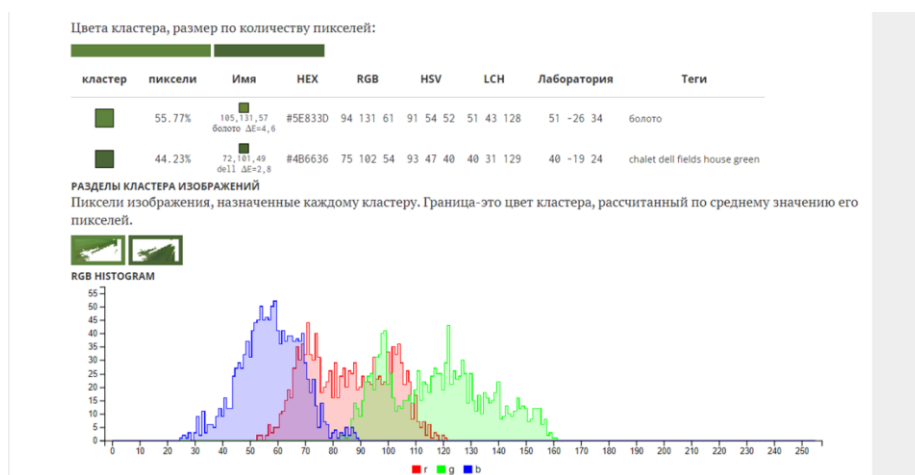 Цвета кластера, размер по количеству пикселей:
кластер пиксели Имя HEX RGB HSV LCH Лаборатория Теги
55.77% 105,131,57 болото ΔE=4,6 #5E833D 94 131 61 91 54 52 51 43 128 51 -26 34 болото
44.23% 72,101,49 dell ΔE=2,8 #4B6636 75 102 54 93 47 40 40 31 129 40 -19 24 chalet dell fields house green
РАЗДЕЛЫ КЛАСТЕРА ИЗОБРАЖЕНИЙ
Пиксели изображения, назначенные каждому кластеру. Граница-это цвет кластера, рассчитанный по среднему значению его
пикселей.
RGB HISTOGRAM
55
50
45
40
35
30
25
20
15
10
5
0
0 10 20 30 40 50 60 70 80 90 100 110 120 130 140 150 160 170 180 190 200 210 220 230 240 250
r g b